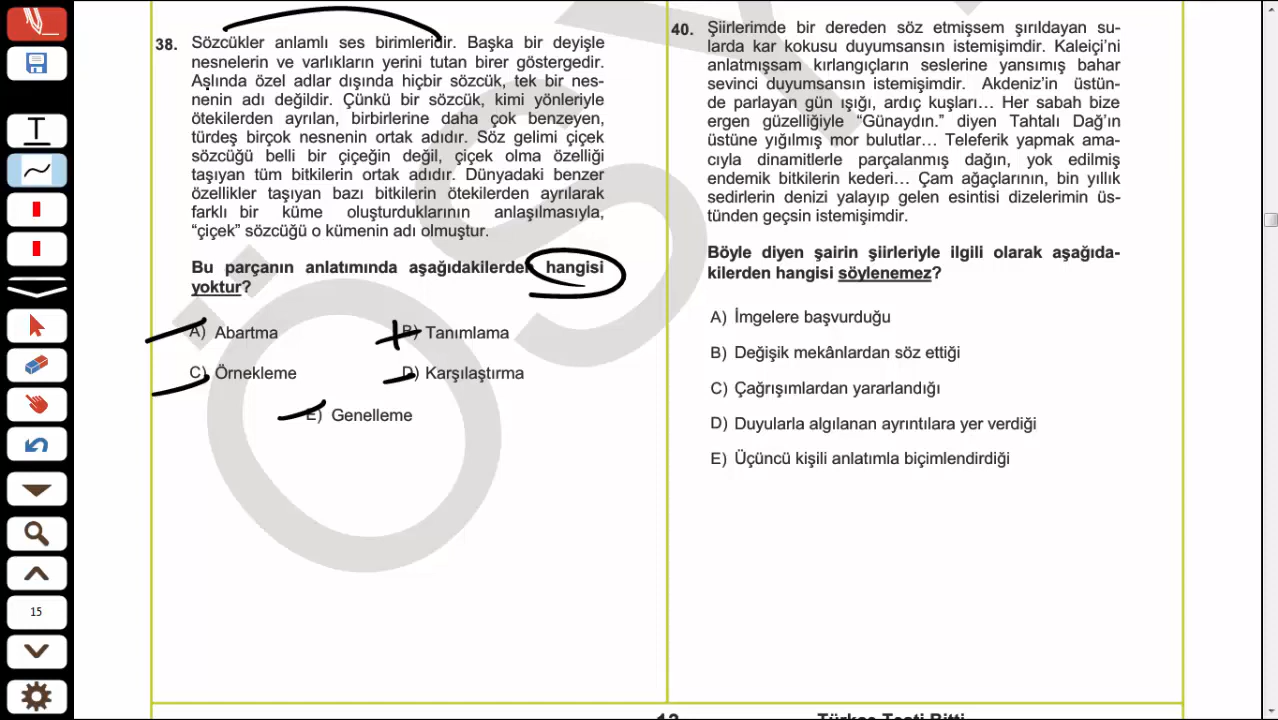 38. Sözcükler anlamlı ses birimleridir. Başka bir deyişle
nesnelerin ve varlıkların yerini tutan birer göstergedir.
Aslında özel adlar dışında hiçbir sözcük, tek bir nes-
nenin adı değildir. Çünkü bir sözcük, kimi yönleriyle
ötekilerden ayrılan, birbirlerine daha çok benzeyen,
türdeş birçok nesnenin ortak adıdır. Söz gelimi çiçek
sözcüğü belli bir çiçeğin değil, çiçek olma özelliği
taşıyan tüm bitkilerin ortak adıdır. Dünyadaki benzer
özellikler taşıyan bazı bitkilerin ötekilerden ayrılarak
farklı bir küme oluşturduklarının anlaşılmasıyla,
“çiçek” sözcüğü o kümenin adı olmuştur.
Bu parçanın anlatımında aşağıdakilerden hangisi
yoktur?
A) Abartma
B) Tanımlama
C) Örnekleme
D) Karşılaştırma
E) Genelleme
40. Şiirlerimde bir dereden söz etmişsem şırıldayan su-
larda kar kokusu duyumsansın istemişimdir. Kaleiçi’ni
anlatmışsam kırlangıçların seslerine yansımış bahar
sevinci duyumsansın istemişimdir. Akdeniz’in üstün-
de parlayan gün ışığı, ardıç kuşları… Her sabah bize
ergen güzelliğiyle “Günaydın.” diyen Tahtalı Dağ’ın
üstüne yığılmış mor bulutlar… Teleferik yapmak ama-
cıyla dinamitlerle parçalanmış dağın, yok edilmiş
endemik bitkilerin kederi… Çam ağaçlarının, bin yıllık
sedirlerin denizi yalayıp gelen esintisi dizelerimin üs-
tünden geçsin istemişimdir.
Böyle diyen şairin şiirleriyle ilgili olarak aşağıda-
kilerden hangisi söylenemez?
A) İmgelere başvurduğu
B) Değişik mekânlardan söz ettiği
C) Çağrışımlardan yararlandığı
D) Duyularla algılanan ayrıntılara yer verdiği
E) Üçüncü kişili anlatımla biçimlendirdiği
15
12
Türkçe Testi Bitti